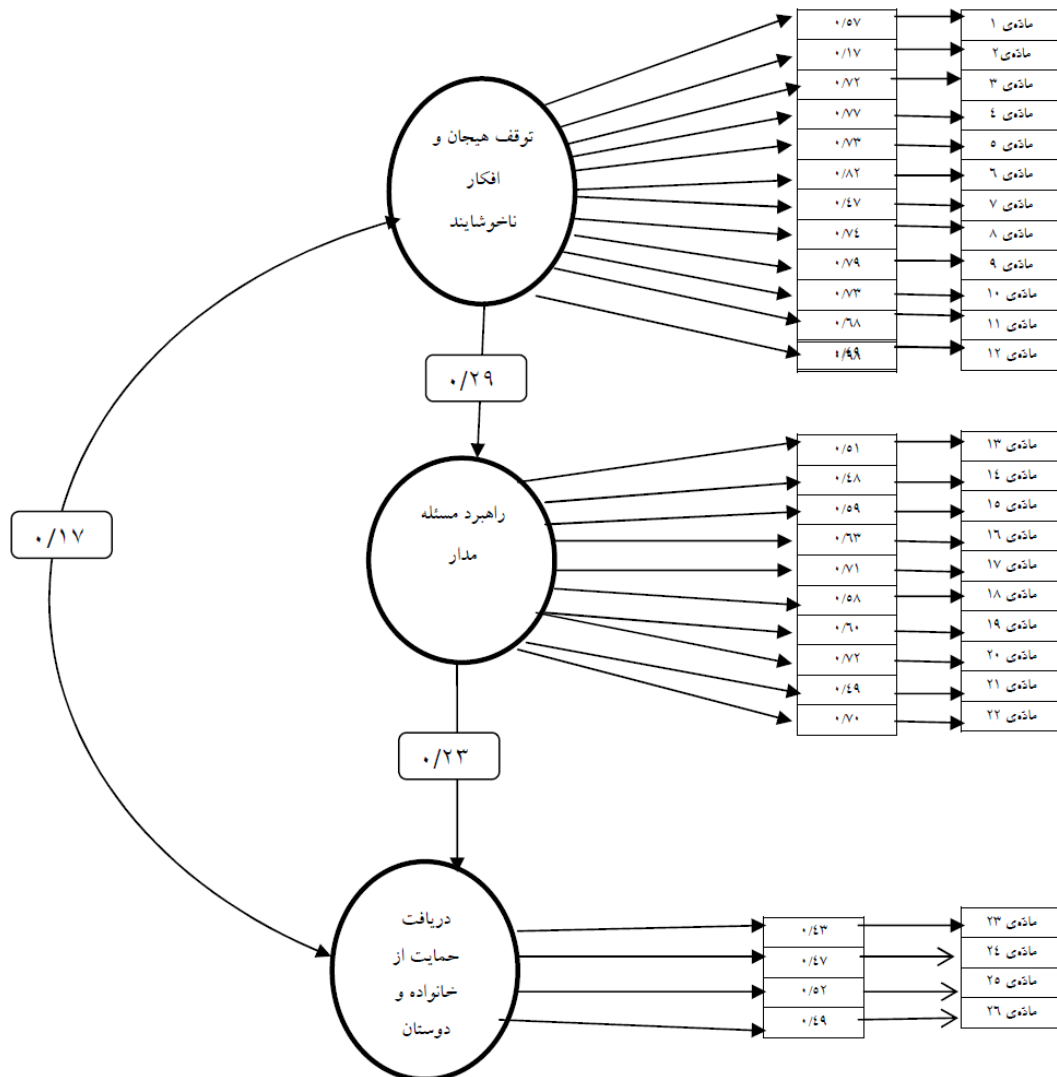 توقف هیجان و
افکار
ناخوشایند
۰/٥٧
ماده‌ی ۱
۰/۱۷
ماده‌ی۲
۰/۷۲
ماده‌ی ۳
۰/۷۷
ماده‌ی ٤
۰/۷۳
ماده‌ی ٥
۰/۸۲
ماده‌ی ٦
۰/٤۷
ماده‌ی ۷
۰/۷٤
ماده‌ی ۸
۰/۷۹
ماده‌ی ۹
۰/۷۳
ماده‌ی ۱۰
۰/٦۸
ماده‌ی ۱۱
ماده‌ی ۱۲
۰/۲۹
راهبرد مسئله
مدار
۰/٥۱
ماده‌ی ۱۳
۰/٤۸
ماده‌ی ۱٤
۰/٥۹
ماده‌ی ۱٥
۰/٦۳
ماده‌ی ۱٦
۰/۷۱
ماده‌ی ۱۷
۰/٥۸
ماده‌ی ۱۸
۰/٦۰
ماده‌ی ۱۹
۰/۷۲
ماده‌ی ۲۰
۰/٤۹
ماده‌ی ۲۱
۰/۷۰
ماده‌ی ۲۲
۰/۱۷
۰/۲۳
دریافت
حمایت از
خانواده و
دوستان
۰/٤۳
ماده‌ی ۲۳
۰/٤۷
ماده‌ی ۲٤
۰/٥۲
ماده‌ی ۲٥
۰/٤۹
ماده‌ی ۲٦